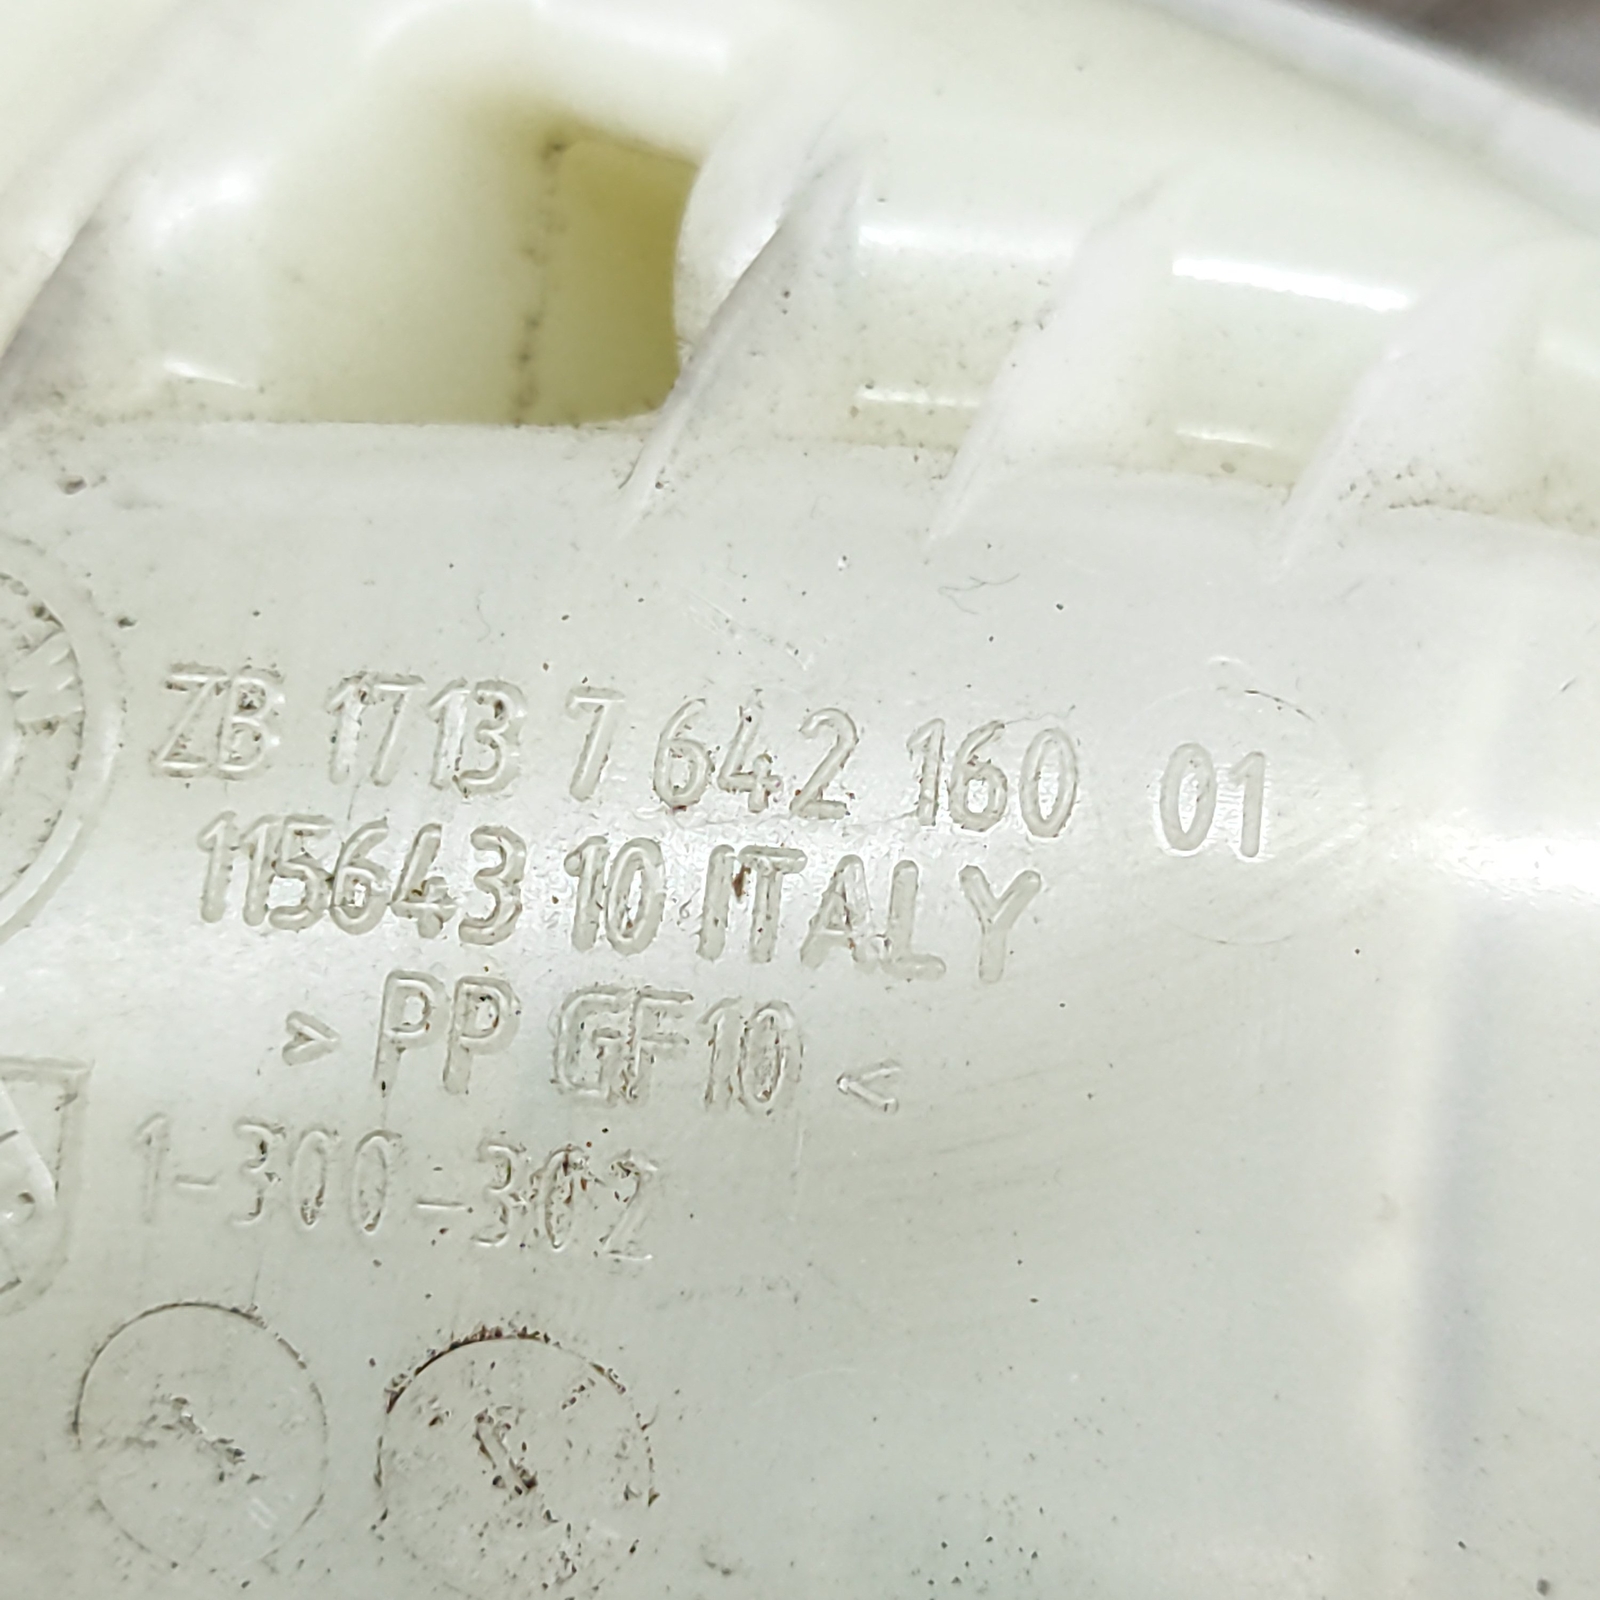 ZB 1713 7 642 160 01
115643 10 ITALY
> PP GF10 <
1-300-302